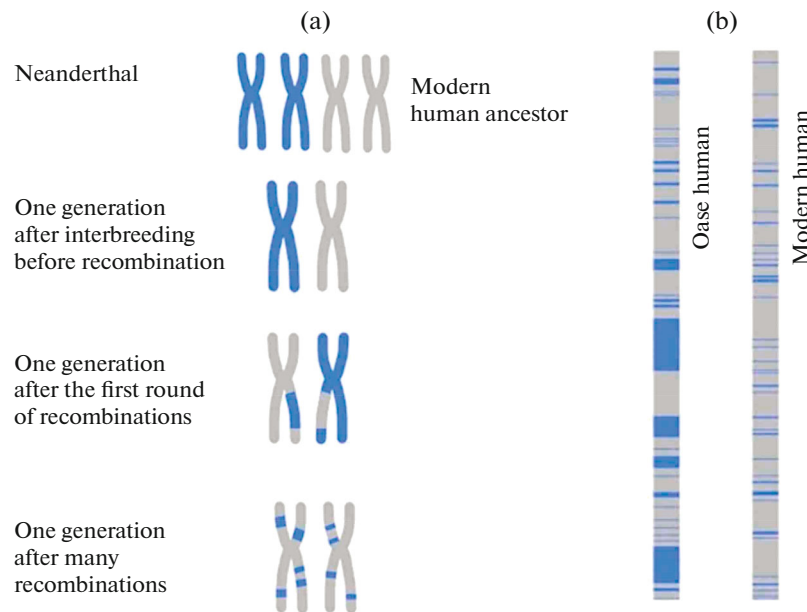 (a)
(b)
Neanderthal
Modern
human ancestor
One generation
after interbreeding
before recombination
One generation
after the first round
of recombinations
One generation
after many
recombinations
Oase human
Modern human